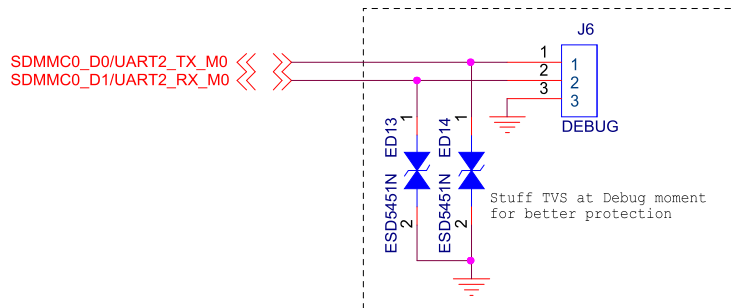 J6
SDMMC0_D0/UART2_TX_M0
SDMMC0_D1/UART2_RX_M0
1
2
3
1
2
3
DEBUG
1
1
ESD5451N ED13
ESD5451N ED14
2
2
Stuff TVS at Debug moment
for better protection